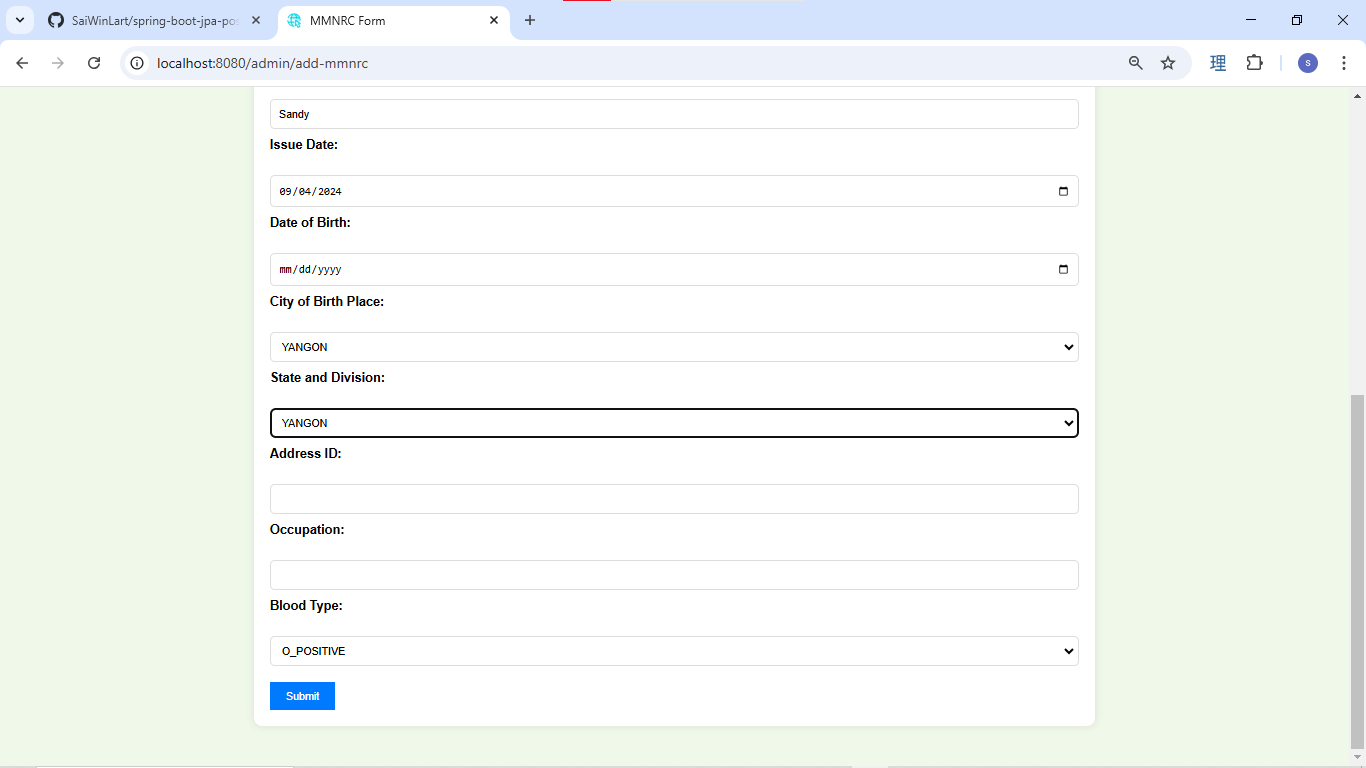 SaiWinLart/spring-boot-jpa-pos
MMNRC Form
localhost:8080/admin/add-mmnrc
S
Sandy
Issue Date:
09/04/2024
Date of Birth:
mm/dd/yyyy
City of Birth Place:
YANGON
State and Division:
YANGON
Address ID:
Occupation:
Blood Type:
O_POSITIVE
Submit